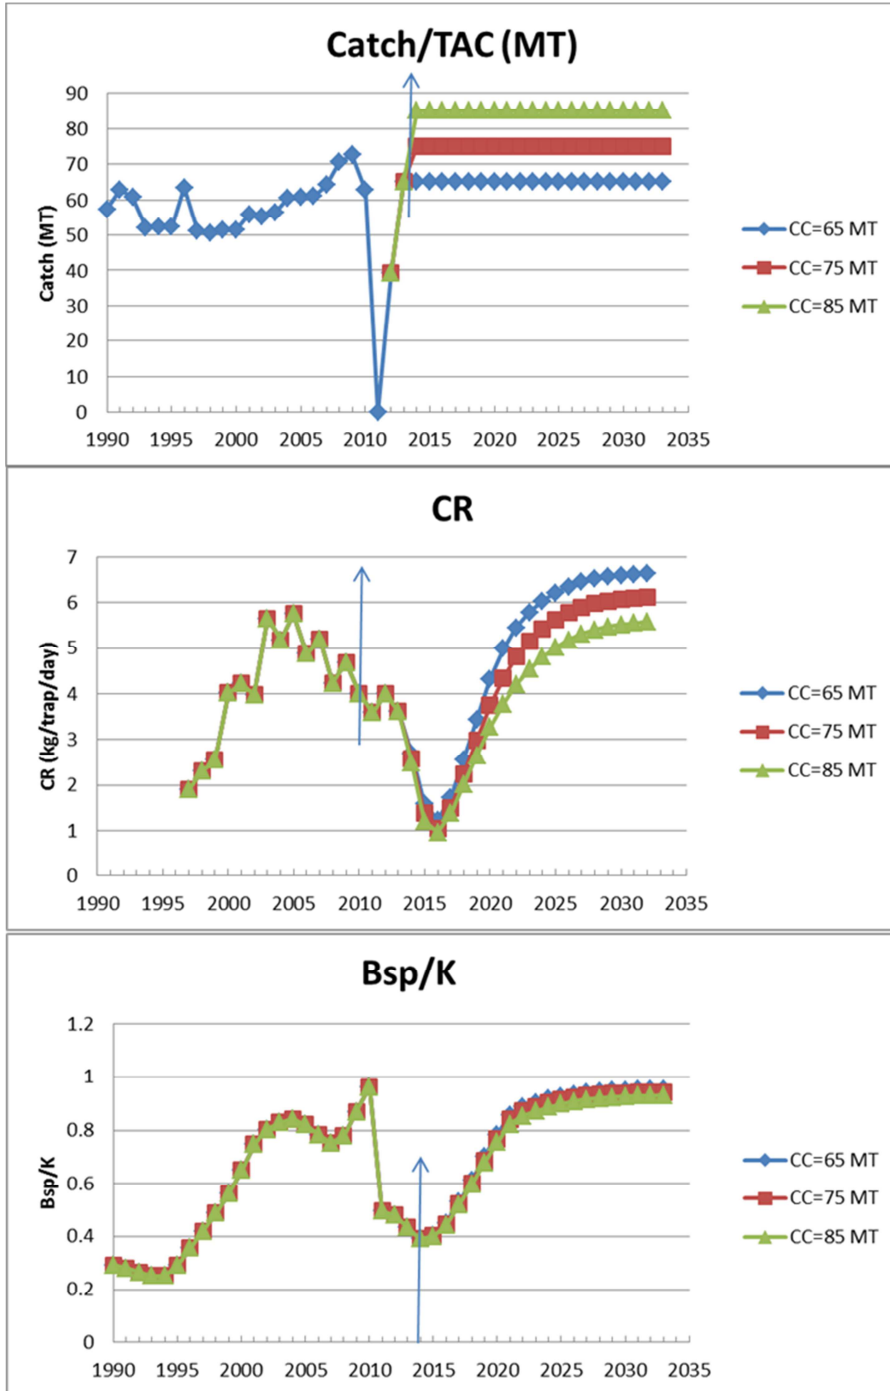 Catch/TAC (MT)
90
80
70
60
50
40
30
20
10
0
Catch (MT)
1990 1995 2000 2005 2010 2015 2020 2025 2030 2035
CC=65 MT
CC=75 MT
CC=85 MT
CR
7
6
5
4
3
2
1
0
CR (kg/trap/day)
1990 1995 2000 2005 2010 2015 2020 2025 2030 2035
CC=65 MT
CC=75 MT
CC=85 MT
Bsp/K
1.2
1
0.8
0.6
0.4
0.2
0
Bsp/K
1990 1995 2000 2005 2010 2015 2020 2025 2030 2035
CC=65 MT
CC=75 MT
CC=85 MT